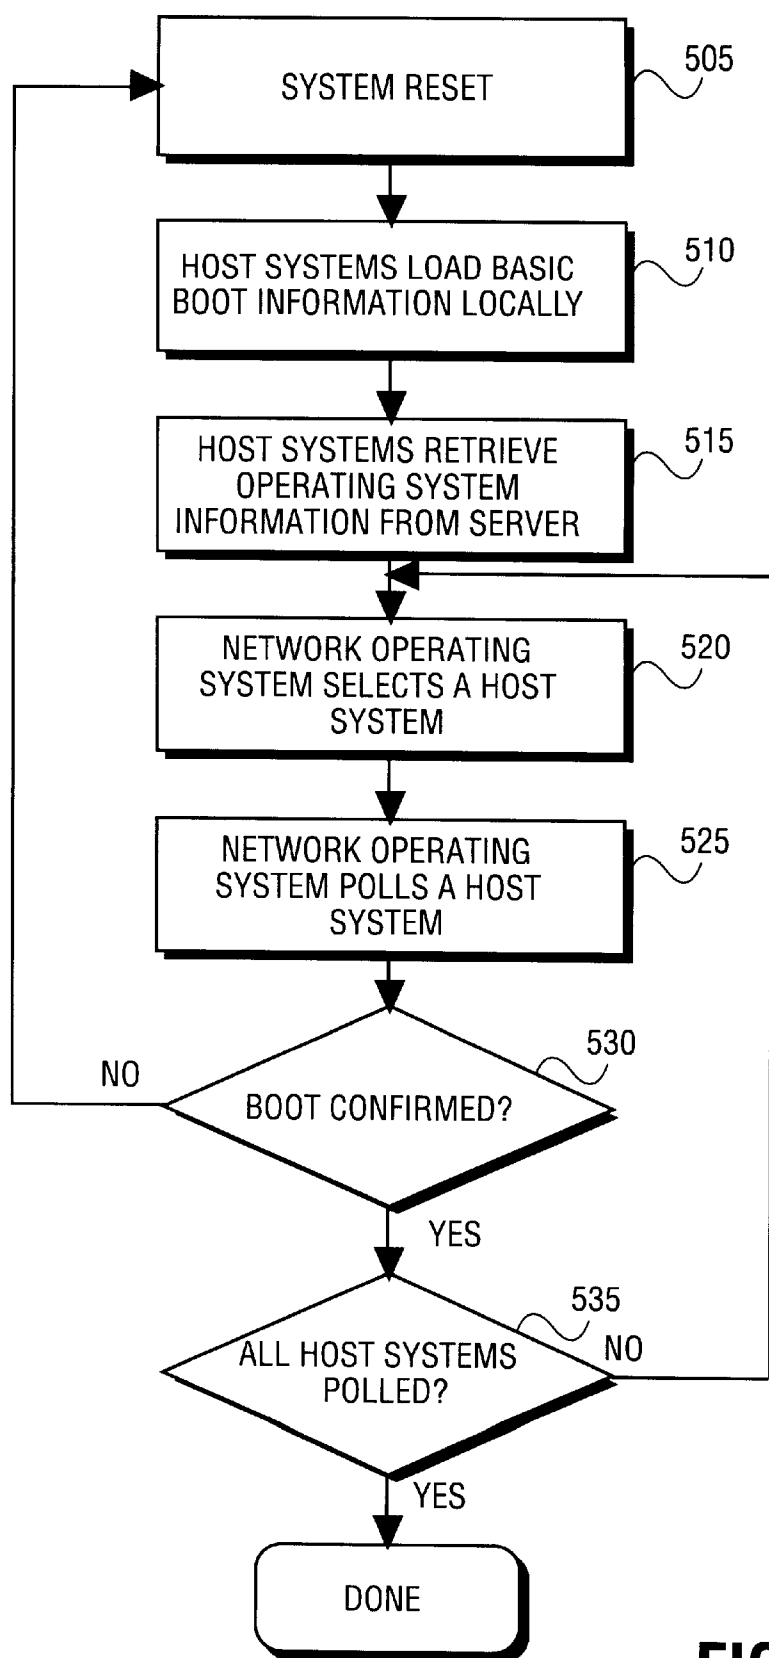 SYSTEM RESET
505
HOST SYSTEMS LOAD BASIC
BOOT INFORMATION LOCALLY
510
HOST SYSTEMS RETRIEVE
OPERATING SYSTEM
INFORMATION FROM SERVER
515
NETWORK OPERATING
SYSTEM SELECTS A HOST
SYSTEM
520
NETWORK OPERATING
SYSTEM POLLS A HOST
SYSTEM
525
BOOT CONFIRMED?
530
NO
YES
ALL HOST SYSTEMS
POLLED?
535
NO
YES
DONE